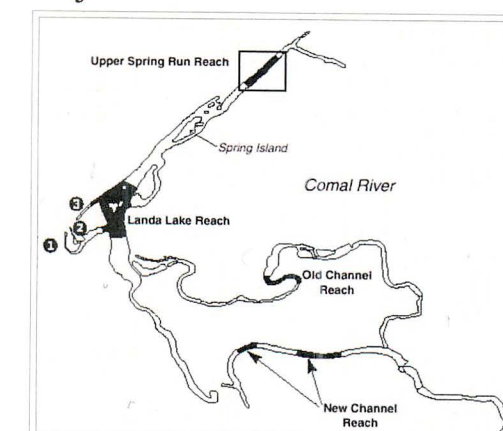 Upper Spring Run Reach
Spring Island
Comal River
3
Landa Lake Reach
2
1
Old Channel
Reach
New Channel
Reach